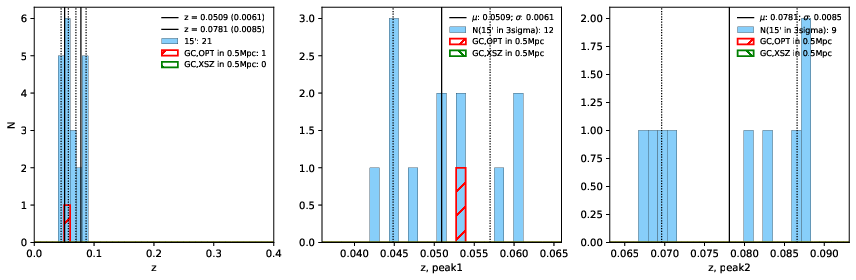 z = 0.0509 (0.0061)
z = 0.0781 (0.0085)
15': 21
GC,OPT in 0.5Mpc: 1
GC,XSZ in 0.5Mpc: 0
N
6
5
4
3
2
1
0
0.0 0.1 0.2 0.3 0.4
z
μ: 0.0509; σ: 0.0061
N(15' in 3sigma): 12
GC,OPT in 0.5Mpc
GC,XSZ in 0.5Mpc
3.0
2.5
2.0
1.5
1.0
0.5
0.0
0.040 0.045 0.050 0.055 0.060 0.065
z, peak1
μ: 0.0781; σ: 0.0085
N(15' in 3sigma): 9
GC,OPT in 0.5Mpc
GC,XSZ in 0.5Mpc
2.00
1.75
1.50
1.25
1.00
0.75
0.50
0.25
0.00
0.065 0.070 0.075 0.080 0.085 0.090
z, peak2